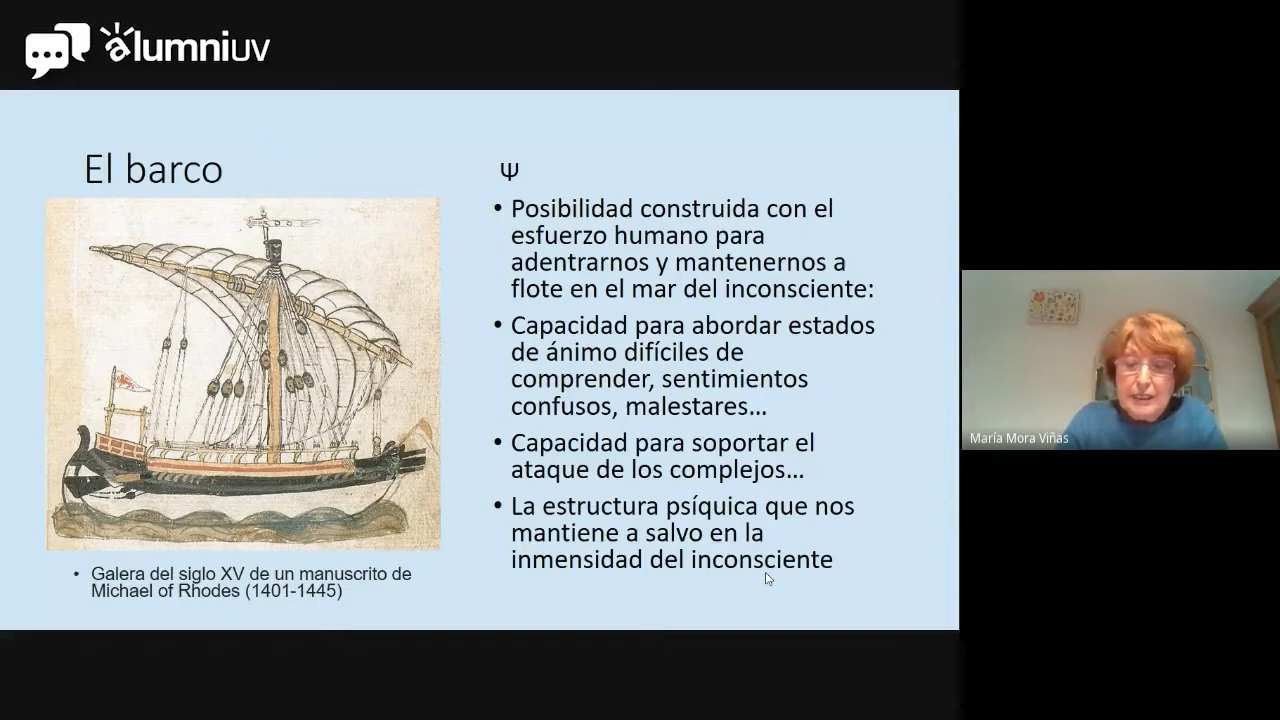 alumniuv
El barco
Ψ
• Posibilidad construida con el
esfuerzo humano para
adentrarnos y mantenernos a
flote en el mar del inconsciente:
• Capacidad para abordar estados
de ánimo difíciles de
comprender, sentimientos
confusos, malestares…
• Capacidad para soportar el
ataque de los complejos…
• La estructura psíquica que nos
mantiene a salvo en la
inmensidad del inconsciente
• Galera del siglo XV de un manuscrito de
Michael of Rhodes (1401-1445)
María Mora Viñas